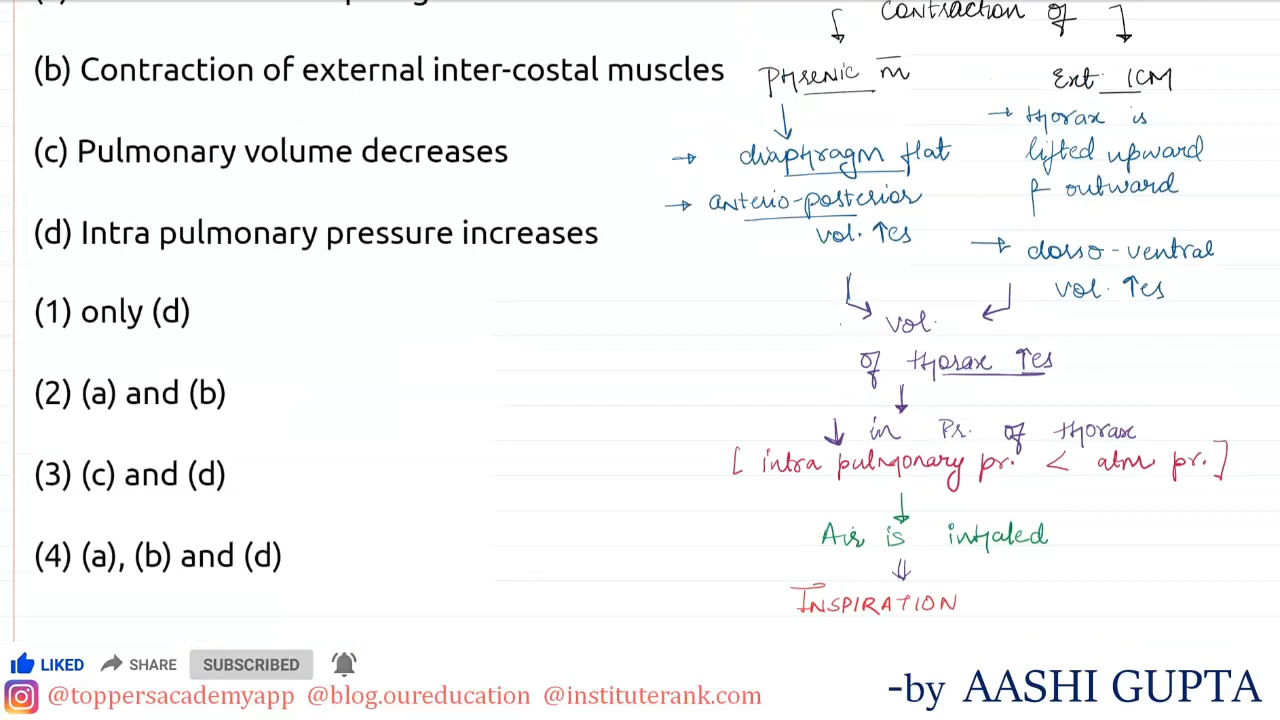 (b) Contraction of external inter-costal muscles
(c) Pulmonary volume decreases
(d) Intra pulmonary pressure increases
(1) only (d)
(2) (a) and (b)
(3) (c) and (d)
(4) (a), (b) and (d)
Contraction of
Phrenic m
→ diaphragm flat
→ anterio-posterior
vol. ↑es
Ext. ICM
→ thorax is
lifted upward
& outward
→ dorso-ventral
vol. ↑es
vol.
of thorax ↑es
↓ in Pr. of thorax
[ intra pulmonary pr. < atm pr. ]
Air is inhaled
INSPIRATION
LIKED SHARE SUBSCRIBED
@toppersacademyapp @blog.oureducation @instituterank.com
-by AASHI GUPTA